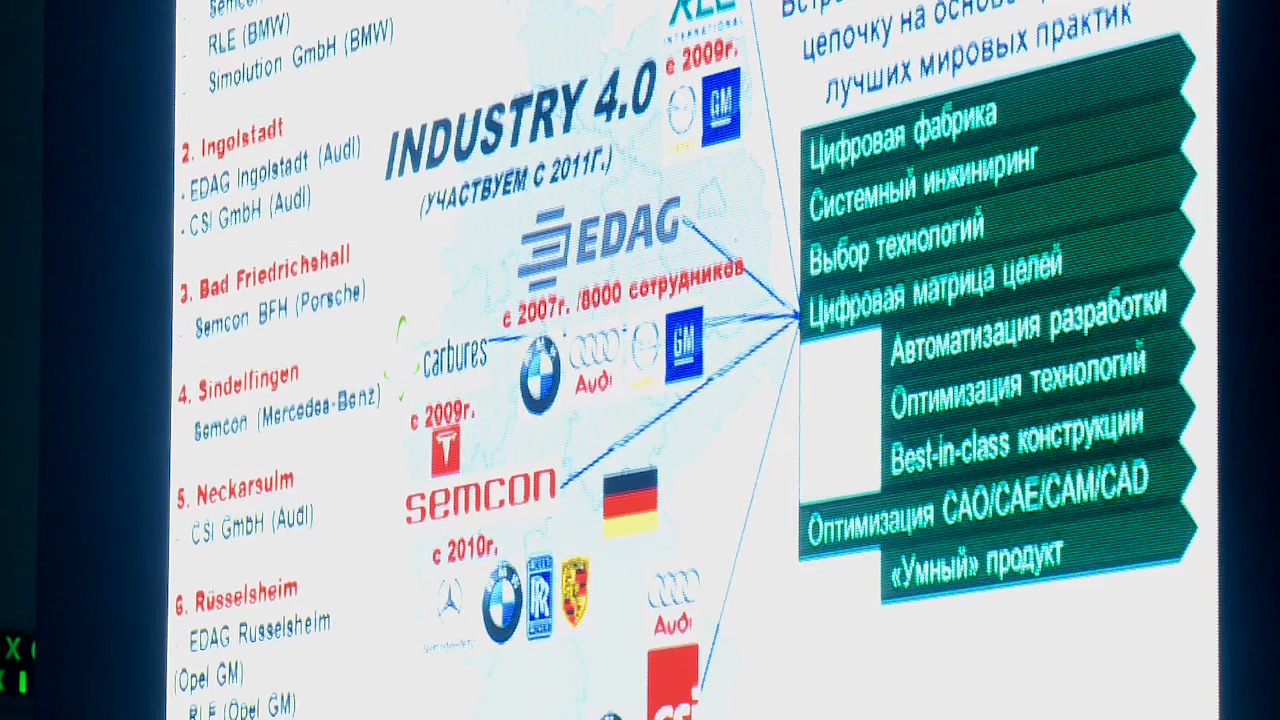 RLE (BMW)
Simolution GmbH (BMW)
2. Ingolstadt
- EDAG Ingolstadt (Audi)
- CSI GmbH (Audi)
3. Bad Friedrichshall
Semcon BFH (Porsche)
4. Sindelfingen
Semcon (Mercedes-Benz)
5. Neckarsulm
CSI GmbH (Audi)
6. Rüsselsheim
EDAG Russelsheim
(Opel GM)
RLE (Opel GM)
RLE
INTERNATIONAL
с 2009г.
GM
INDUSTRY 4.0
(УЧАСТВУЕМ С 2011Г.)
EDAG
с 2007г. /8000 сотрудников
carbures
Audi
GM
с 2009г.
semcon
с 2010г.
Audi
цепочку на основе
лучших мировых практик
Цифровая фабрика
Системный инжиниринг
Выбор технологий
Цифровая матрица целей
Автоматизация разработки
Оптимизация технологий
Best-in-class конструкции
Оптимизация CAO/CAE/CAM/CAD
«Умный» продукт